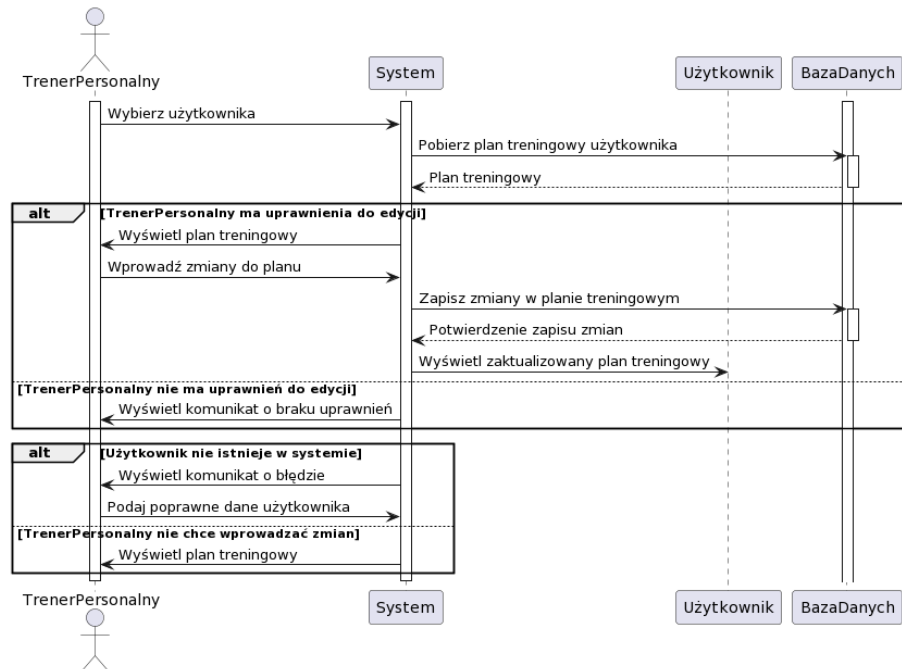 TrenerPersonalny
System
Użytkownik
BazaDanych
Wybierz użytkownika
Pobierz plan treningowy użytkownika
Plan treningowy
alt [TrenerPersonalny ma uprawnienia do edycji]
Wyświetl plan treningowy
Wprowadź zmiany do planu
Zapisz zmiany w planie treningowym
Potwierdzenie zapisu zmian
Wyświetl zaktualizowany plan treningowy
[TrenerPersonalny nie ma uprawnień do edycji]
Wyświetl komunikat o braku uprawnień
alt [Użytkownik nie istnieje w systemie]
Wyświetl komunikat o błędzie
Podaj poprawne dane użytkownika
[TrenerPersonalny nie chce wprowadzać zmian]
Wyświetl plan treningowy
TrenerPersonalny
System
Użytkownik
BazaDanych